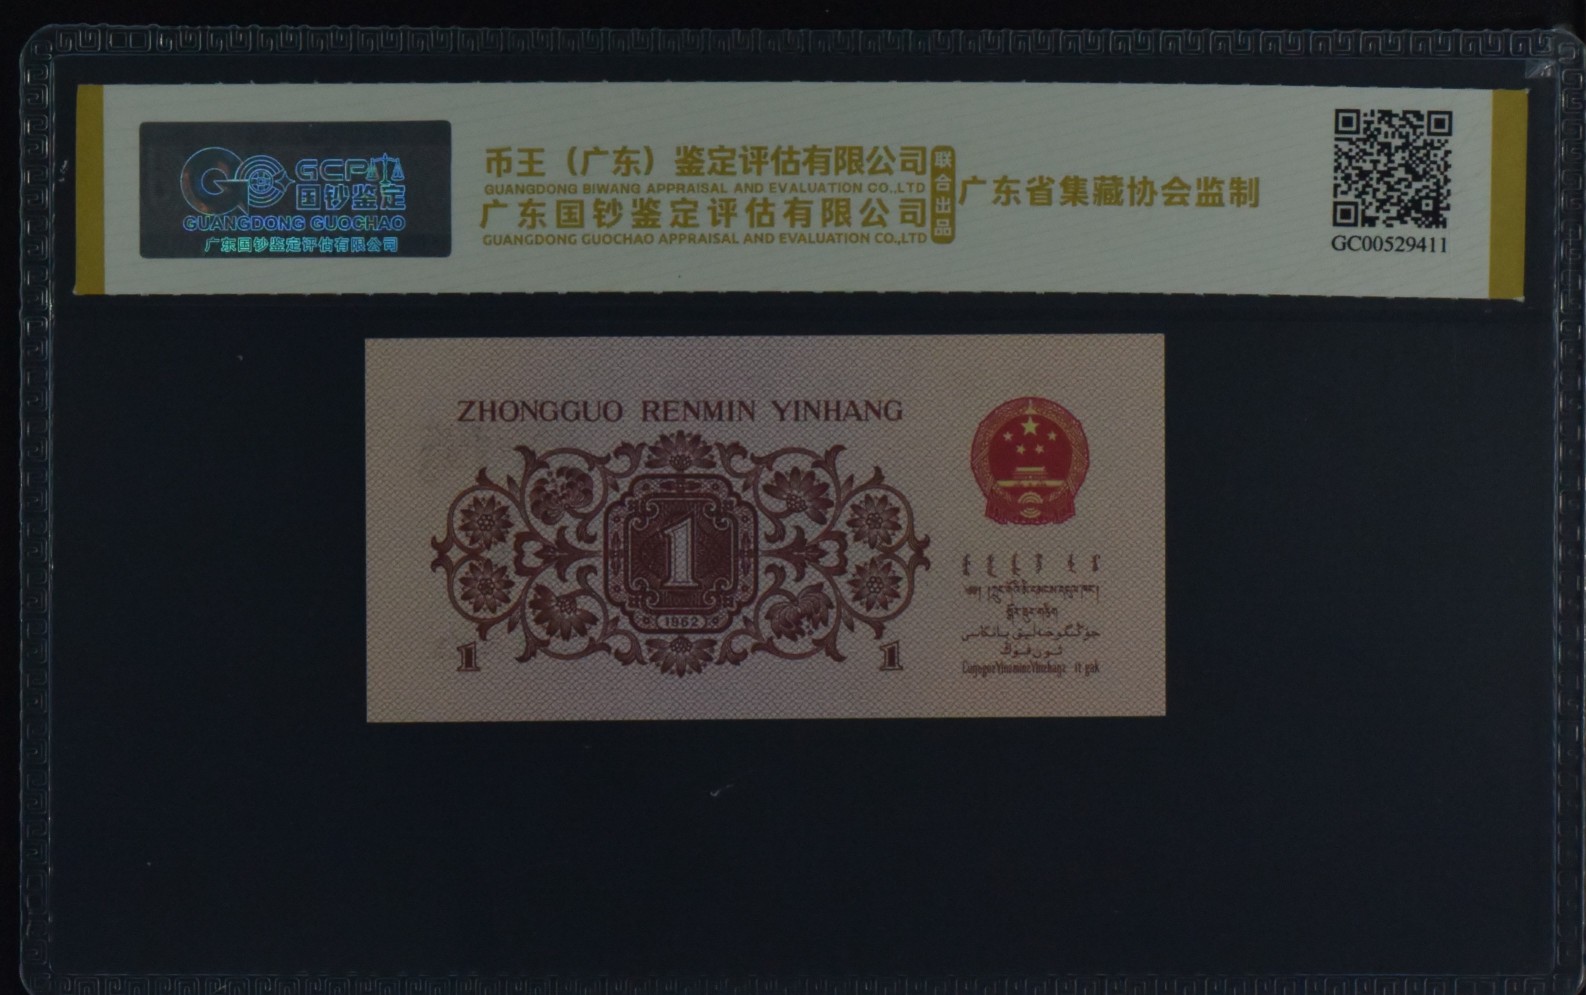 GCP
国钞鉴定
GUANGDONG GUOCHAO
广东国钞鉴定评估有限公司
币王（广东）鉴定评估有限公司
GUANGDONG BIWANG APPRAISAL AND EVALUATION CO.,LTD
广东国钞鉴定评估有限公司
GUANGDONG GUOCHAO APPRAISAL AND EVALUATION CO.,LTD
联合出品
广东省集藏协会监制
GC00529411
ZHONGGUO RENMIN YINHANG
1
1962
1
1